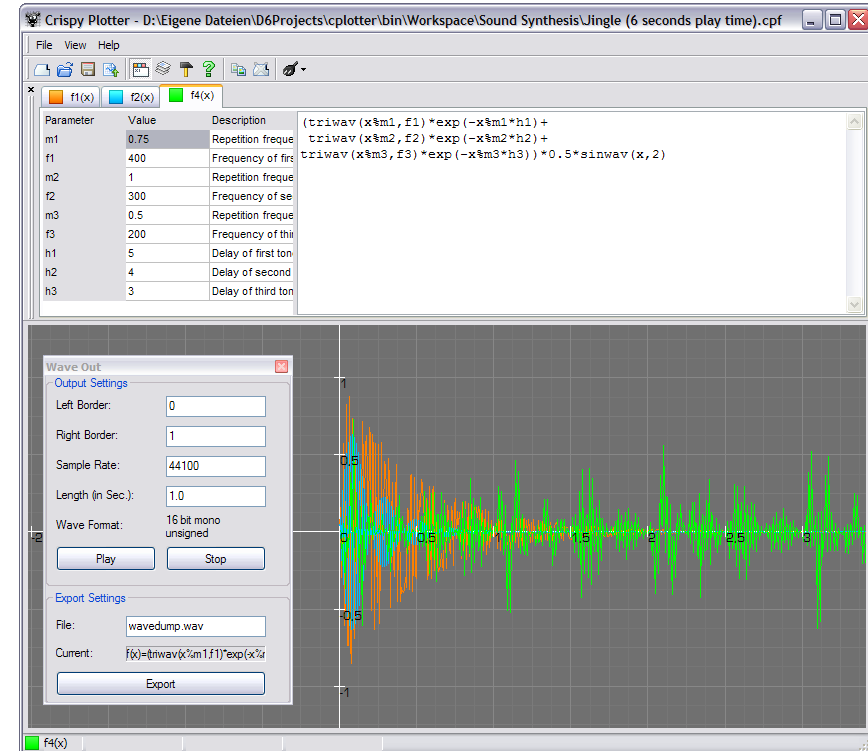 Crispy Plotter - D:\Eigene Dateien\D6Projects\cplotter\bin\Workspace\Sound Synthesis\Jingle (6 seconds play time).cpf
File View Help
f1(x) f2(x) f4(x)
Parameter Value Description
m1 0.75 Repetition freque
f1 400 Frequency of firs
m2 1 Repetition freque
f2 300 Frequency of se
m3 0.5 Repetition freque
f3 200 Frequency of thir
h1 5 Delay of first ton
h2 4 Delay of second
h3 3 Delay of third ton
(triwav(x%m1,f1)*exp(-x%m1*h1)+
triwav(x%m2,f2)*exp(-x%m2*h2)+
triwav(x%m3,f3)*exp(-x%m3*h3))*0.5*sinwav(x,2)
Wave Out
Output Settings
Left Border: 0
Right Border: 1
Sample Rate: 44100
Length (in Sec.): 1.0
Wave Format: 16 bit mono
unsigned
Play Stop
Export Settings
File: wavedump.wav
Current: f(x)=(triwav(x%m1,f1)*exp(-x%r
Export
1
0,5
-2 0 0,5 1 1,5 2 2,5 3
-0,5
-1
f4(x)